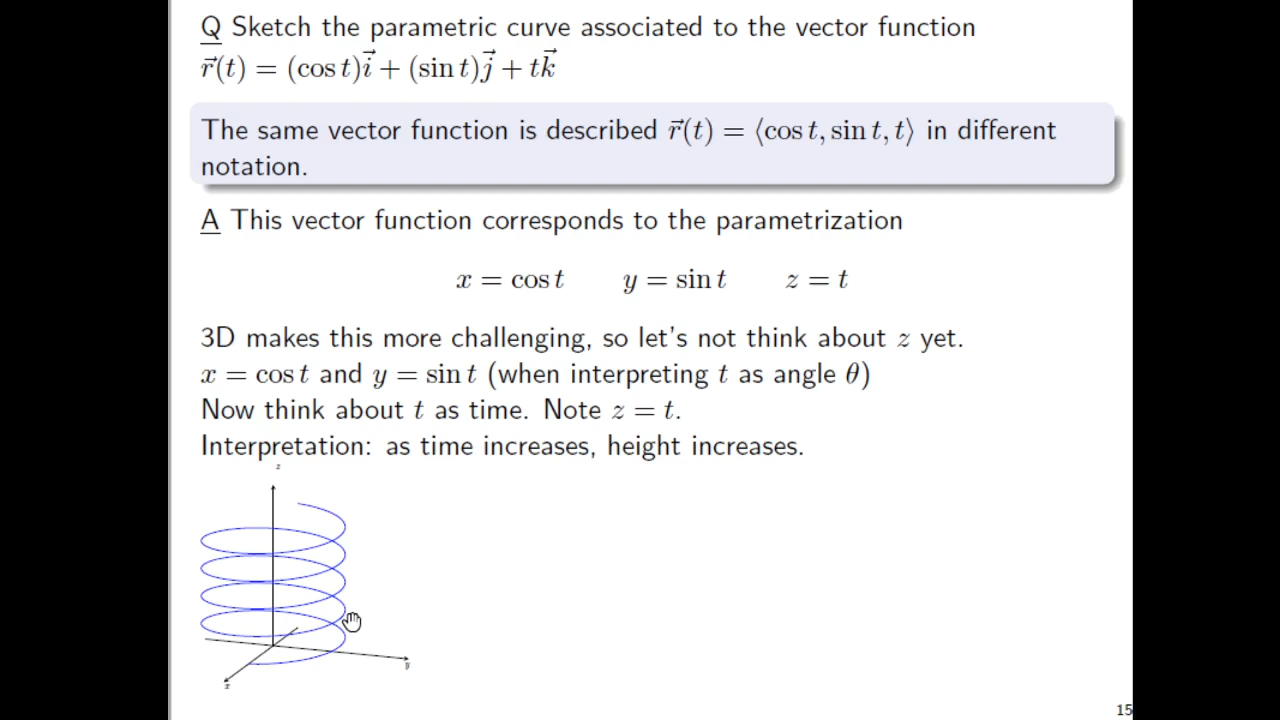 Q Sketch the parametric curve associated to the vector function
r⃗(t) = (cos t)i⃗ + (sin t)j⃗ + tk⃗
The same vector function is described r⃗(t) = ⟨cos t, sin t, t⟩ in different
notation.
A This vector function corresponds to the parametrization
x = cos t y = sin t z = t
3D makes this more challenging, so let's not think about z yet.
x = cos t and y = sin t (when interpreting t as angle θ)
Now think about t as time. Note z = t.
Interpretation: as time increases, height increases.
z
y
x
15